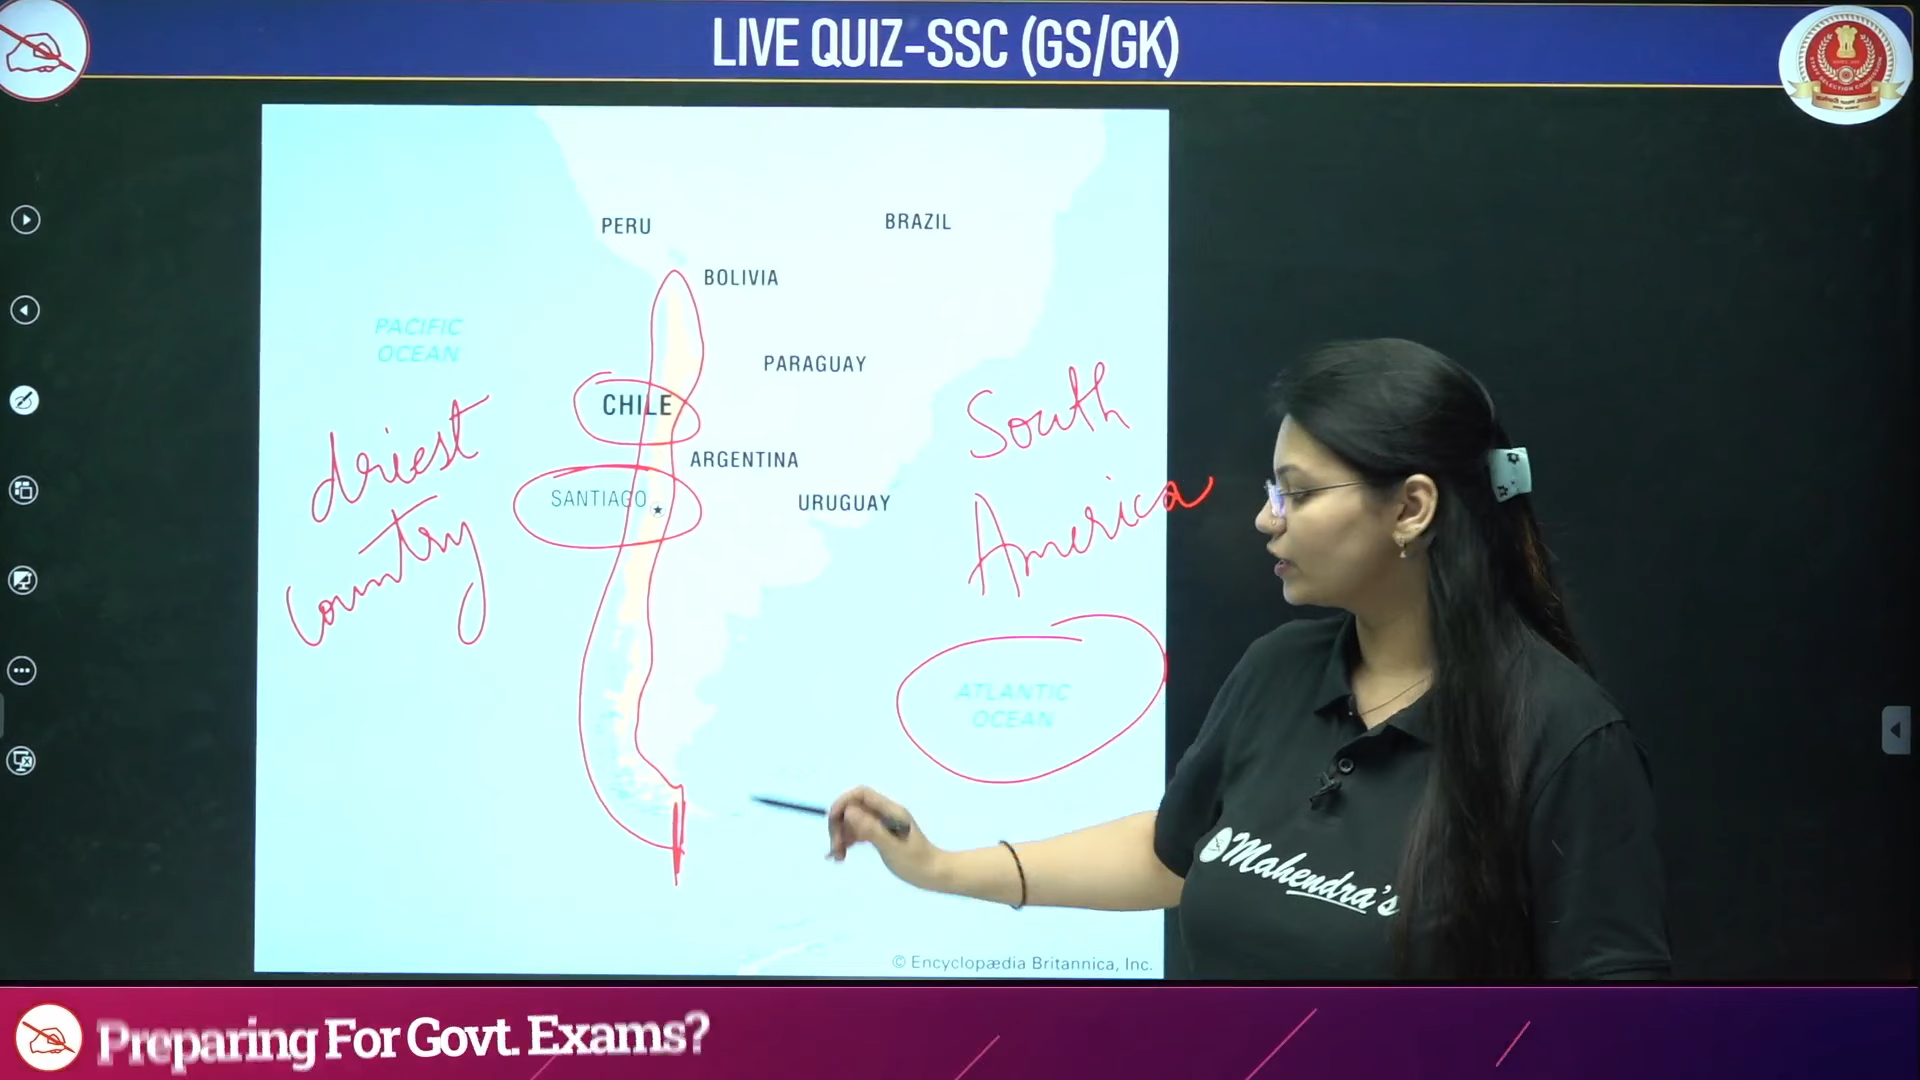 LIVE QUIZ-SSC (GS/GK)
PERU
BRAZIL
BOLIVIA
PACIFIC
OCEAN
PARAGUAY
CHILE
South
driest
ARGENTINA
SANTIAGO
URUGUAY
America
country
ATLANTIC
OCEAN
Mahendra's
© Encyclopædia Britannica, Inc.
Preparing For Govt. Exams?